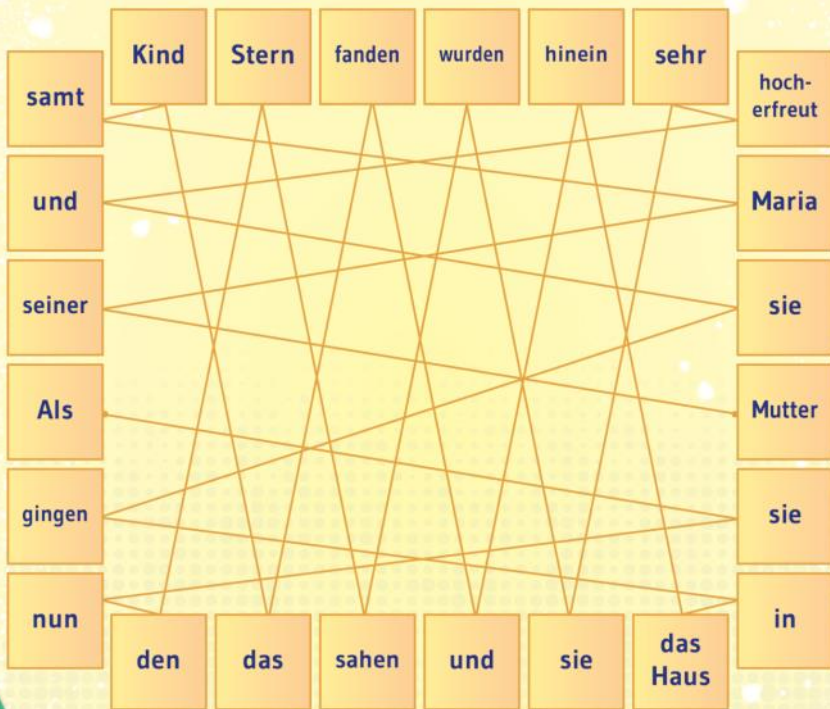 Kind Stern fanden wurden hinein sehr
samt
hoch-
erfreut
und
Maria
seiner
sie
Als
Mutter
gingen
sie
nun
in
den das sahen und sie das
Haus